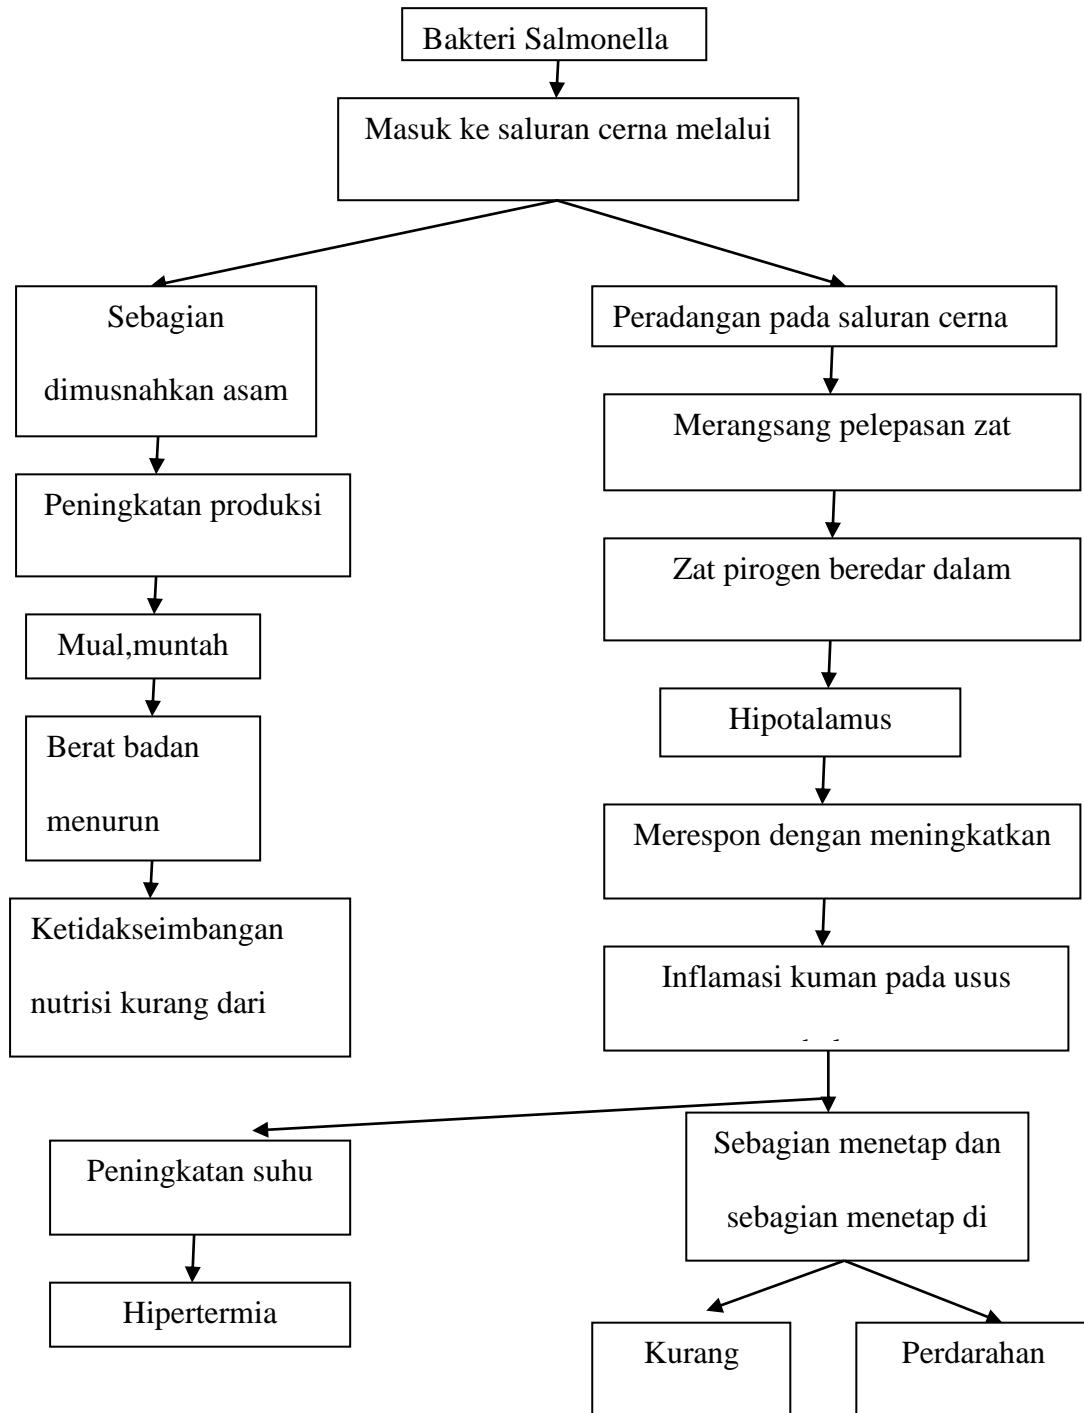 Bakteri Salmonella
Masuk ke saluran cerna melalui
Sebagian
dimusnahkan asam
Peningkatan produksi
Mual,muntah
Berat badan
menurun
Ketidakseimbangan
nutrisi kurang dari
Peradangan pada saluran cerna
Merangsang pelepasan zat
Zat pirogen beredar dalam
Hipotalamus
Merespon dengan meningkatkan
Inflamasi kuman pada usus
Peningkatan suhu
Hipertermia
Sebagian menetap dan
sebagian menetap di
Kurang
Perdarahan